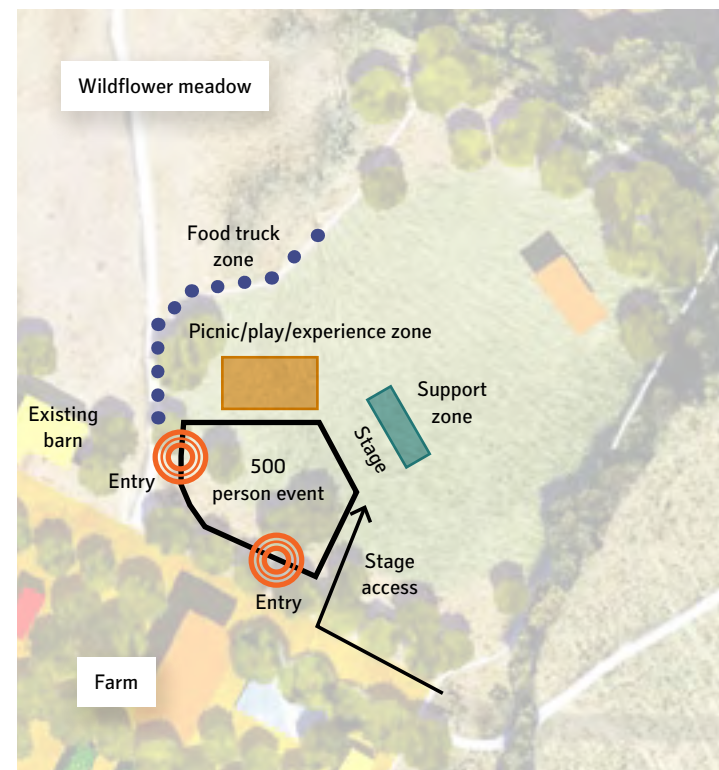 Wildflower meadow
Food truck
zone
Picnic/play/experience zone
Support
zone
Existing
barn
Stage
500
person event
Entry
Stage
access
Entry
Farm